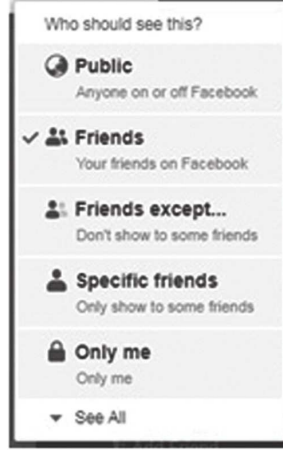 Who should see this?
Public
Anyone on or off Facebook
Friends
Your friends on Facebook
Friends except...
Don't show to some friends
Specific friends
Only show to some friends
Only me
Only me
See All